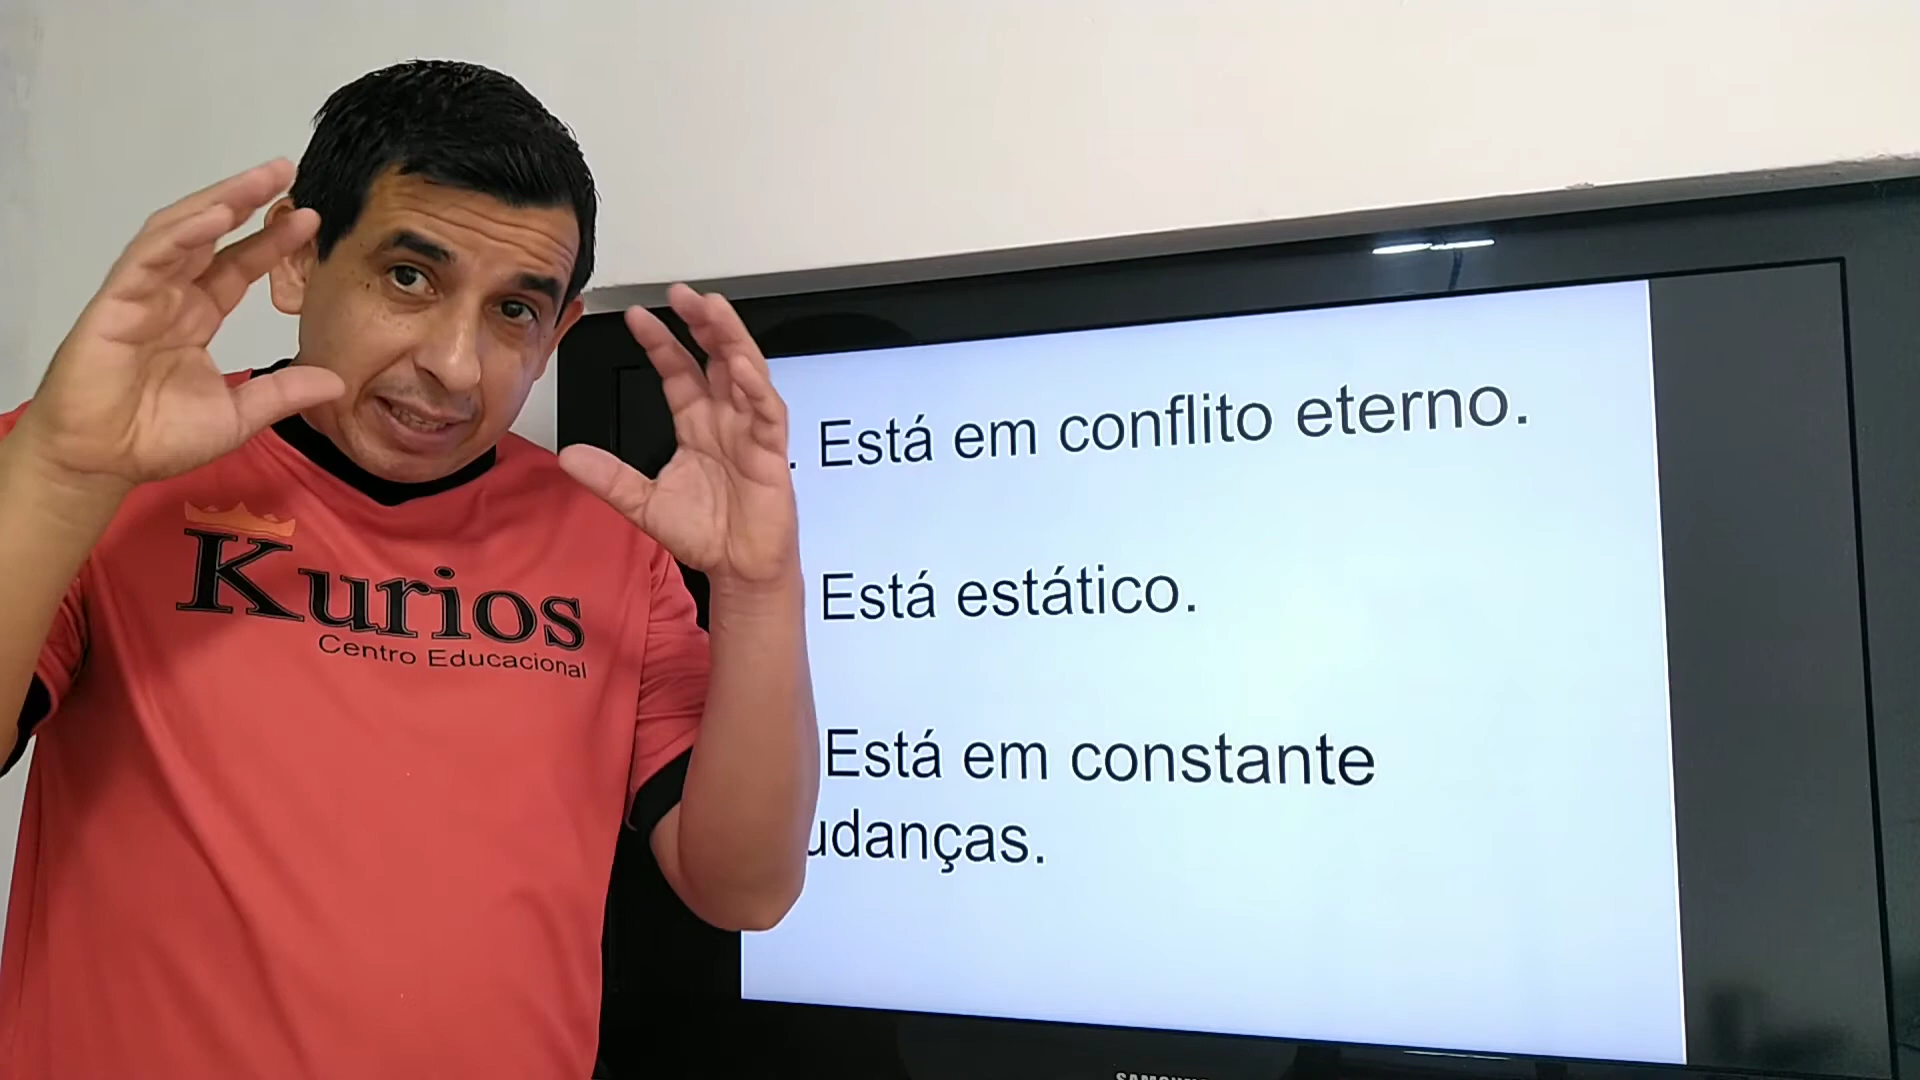 Kurios
Centro Educacional
. Está em conflito eterno.
Está estático.
Está em constante
udanças.